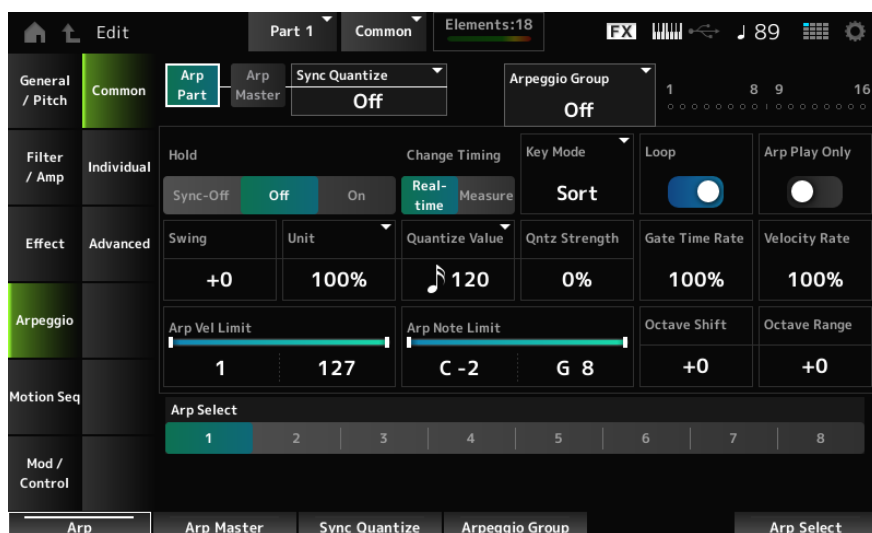 Edit
Part 1
Common
Elements:18
FX
89
General
/ Pitch
Common
Arp
Part
Arp
Master
Sync Quantize
Off
Arpeggio Group
Off
1 8 9 16
Filter
/ Amp
Individual
Hold
Sync-Off Off On
Change Timing
Real-
time
Measure
Key Mode
Sort
Loop
Arp Play Only
Effect
Advanced
Swing
+0
Unit
100%
Quantize Value
120
Qntz Strength
0%
Gate Time Rate
100%
Velocity Rate
100%
Arpeggio
Arp Vel Limit
1 127
Arp Note Limit
C -2 G 8
Octave Shift
+0
Octave Range
+0
Motion Seq
Arp Select
1 2 3 4 5 6 7 8
Mod /
Control
Arp Arp Master Sync Quantize Arpeggio Group Arp Select